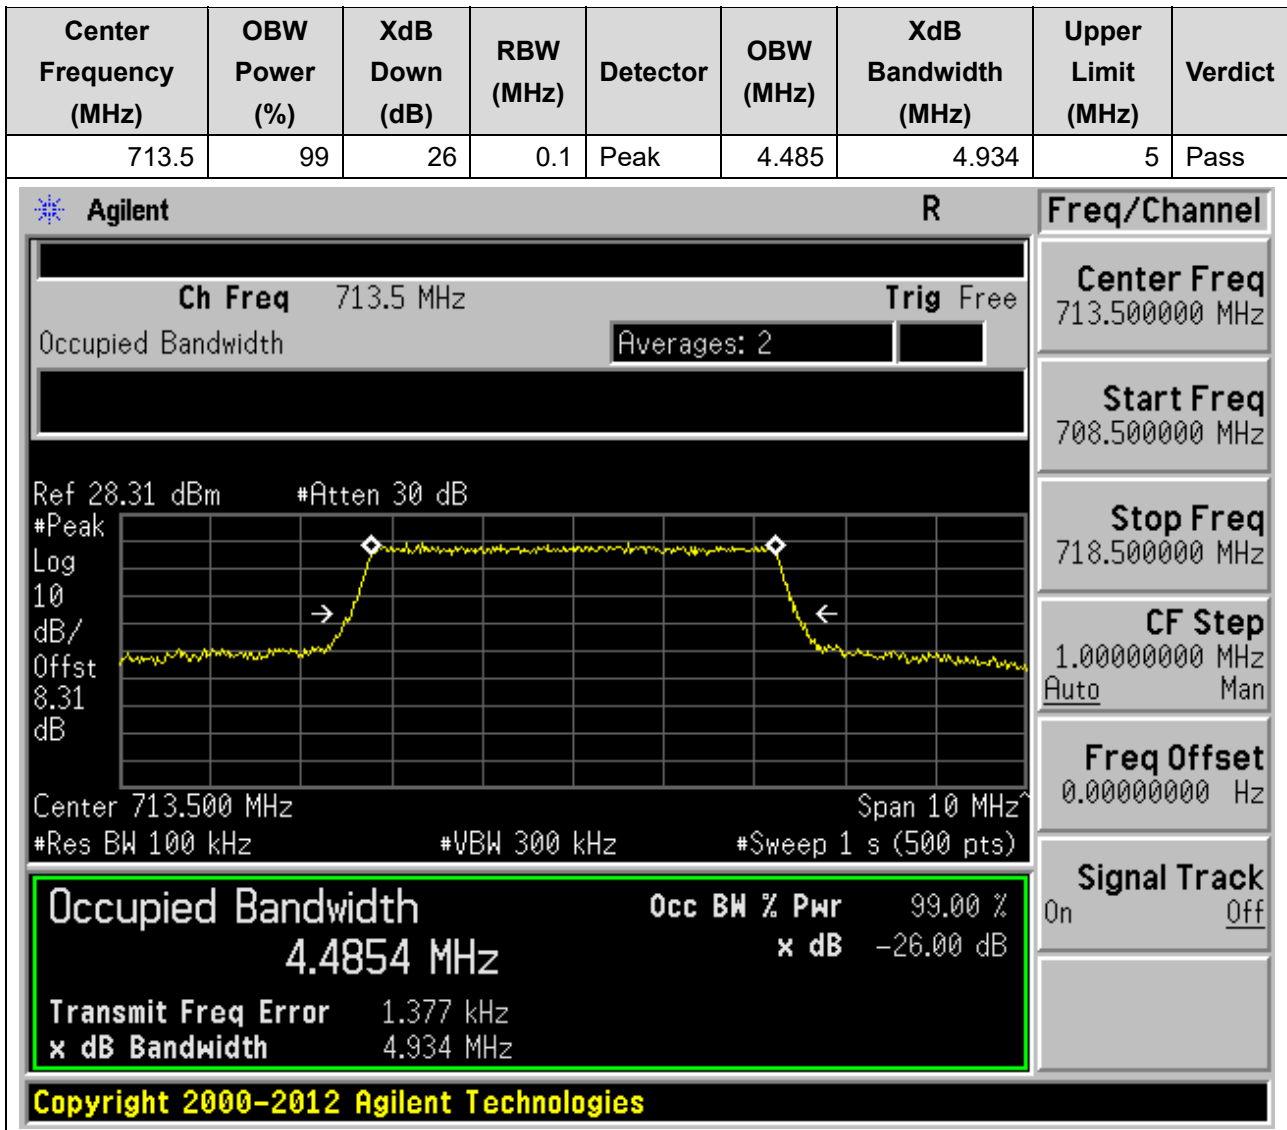 Center Frequency (MHz) OBW Power (%) XdB Down (dB) RBW (MHz) Detector OBW (MHz) XdB Bandwidth (MHz) Upper Limit (MHz) Verdict
713.5 99 26 0.1 Peak 4.485 4.934 5 Pass
Agilent R Freq/Channel
Ch Freq 713.5 MHz Trig Free
Occupied Bandwidth Averages: 2
Center Freq
713.500000 MHz
Start Freq
708.500000 MHz
Stop Freq
718.500000 MHz
CF Step
1.00000000 MHz
Auto Man
Freq Offset
0.00000000 Hz
Signal Track
On Off
Ref 28.31 dBm #Atten 30 dB
#Peak
Log
10
dB/
Offst
8.31
dB
Center 713.500 MHz Span 10 MHz^
#Res BW 100 kHz #VBW 300 kHz #Sweep 1 s (500 pts)
Occupied Bandwidth Occ BW % Pwr 99.00 %
4.4854 MHz x dB -26.00 dB
Transmit Freq Error 1.377 kHz
x dB Bandwidth 4.934 MHz
Copyright 2000-2012 Agilent Technologies